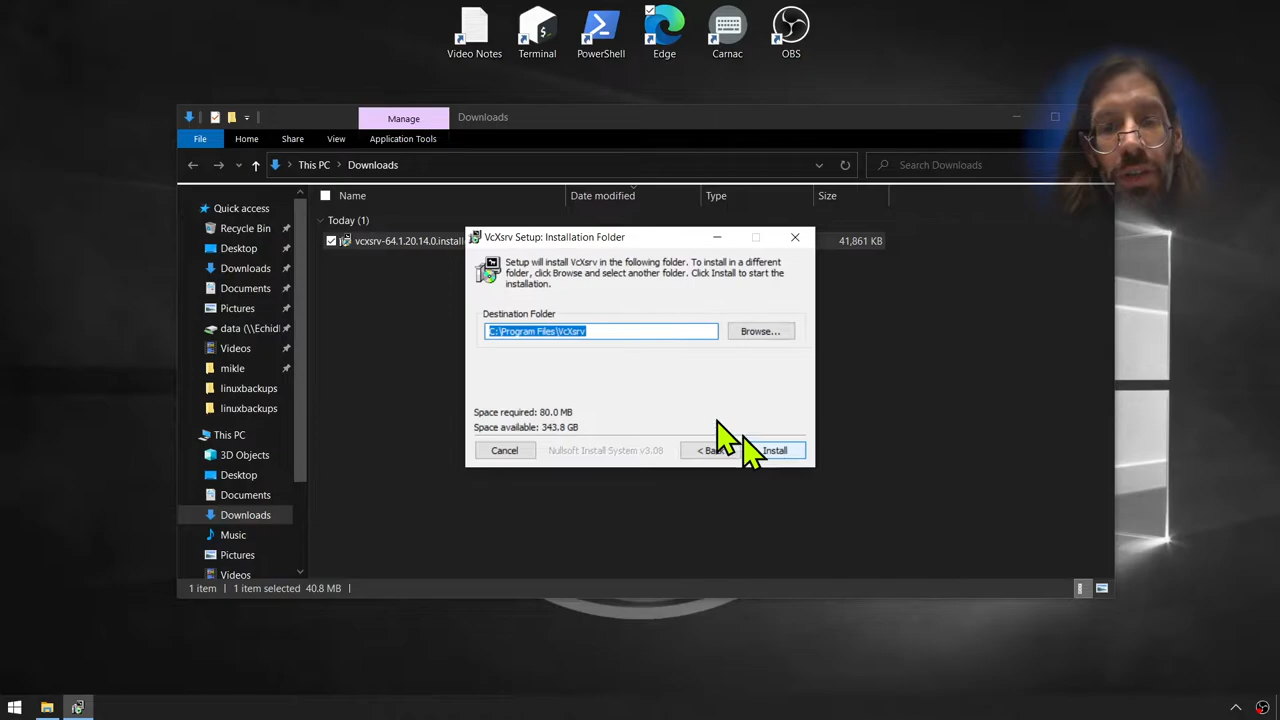 Video Notes
Terminal
PowerShell
Edge
Carnac
OBS
Manage
Downloads
File
Home
Share
View
Application Tools
This PC
Downloads
Search Downloads
Name
Date modified
Type
Size
Quick access
Recycle Bin
Desktop
Downloads
Documents
Pictures
data (\\Echidn
Videos
mikle
linuxbackups
linuxbackups
This PC
3D Objects
Desktop
Documents
Downloads
Music
Pictures
Videos
Today (1)
vcxsrv-64.1.20.14.0.install
41,861 KB
VcXsrv Setup: Installation Folder
Setup will install VcXsrv in the following folder. To install in a different
folder, click Browse and select another folder. Click Install to start the
installation.
Destination Folder
C:\Program Files\VcXsrv
Browse...
Space required: 80.0 MB
Space available: 343.8 GB
Cancel
Nullsoft Install System v3.08
< Back
Install
1 item
1 item selected
40.8 MB